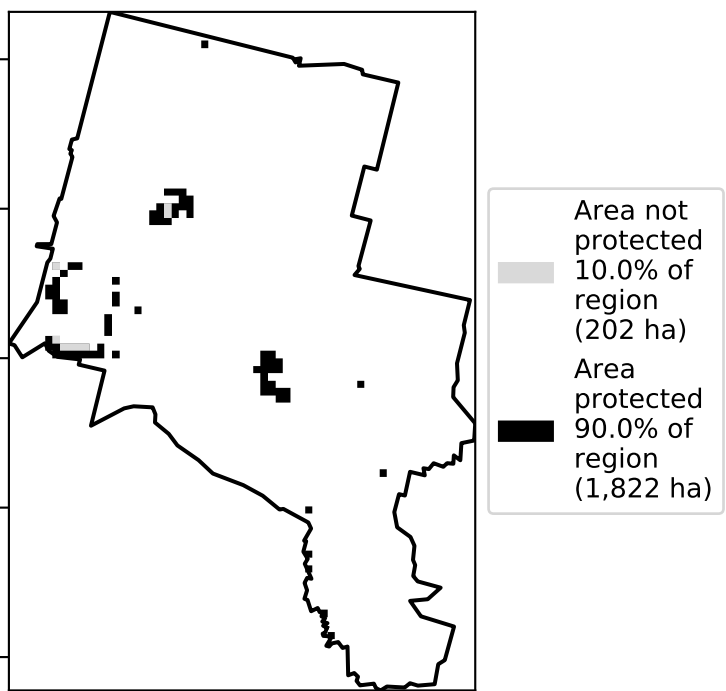 Area not
protected
10.0% of
region
(202 ha)
Area
protected
90.0% of
region
(1,822 ha)